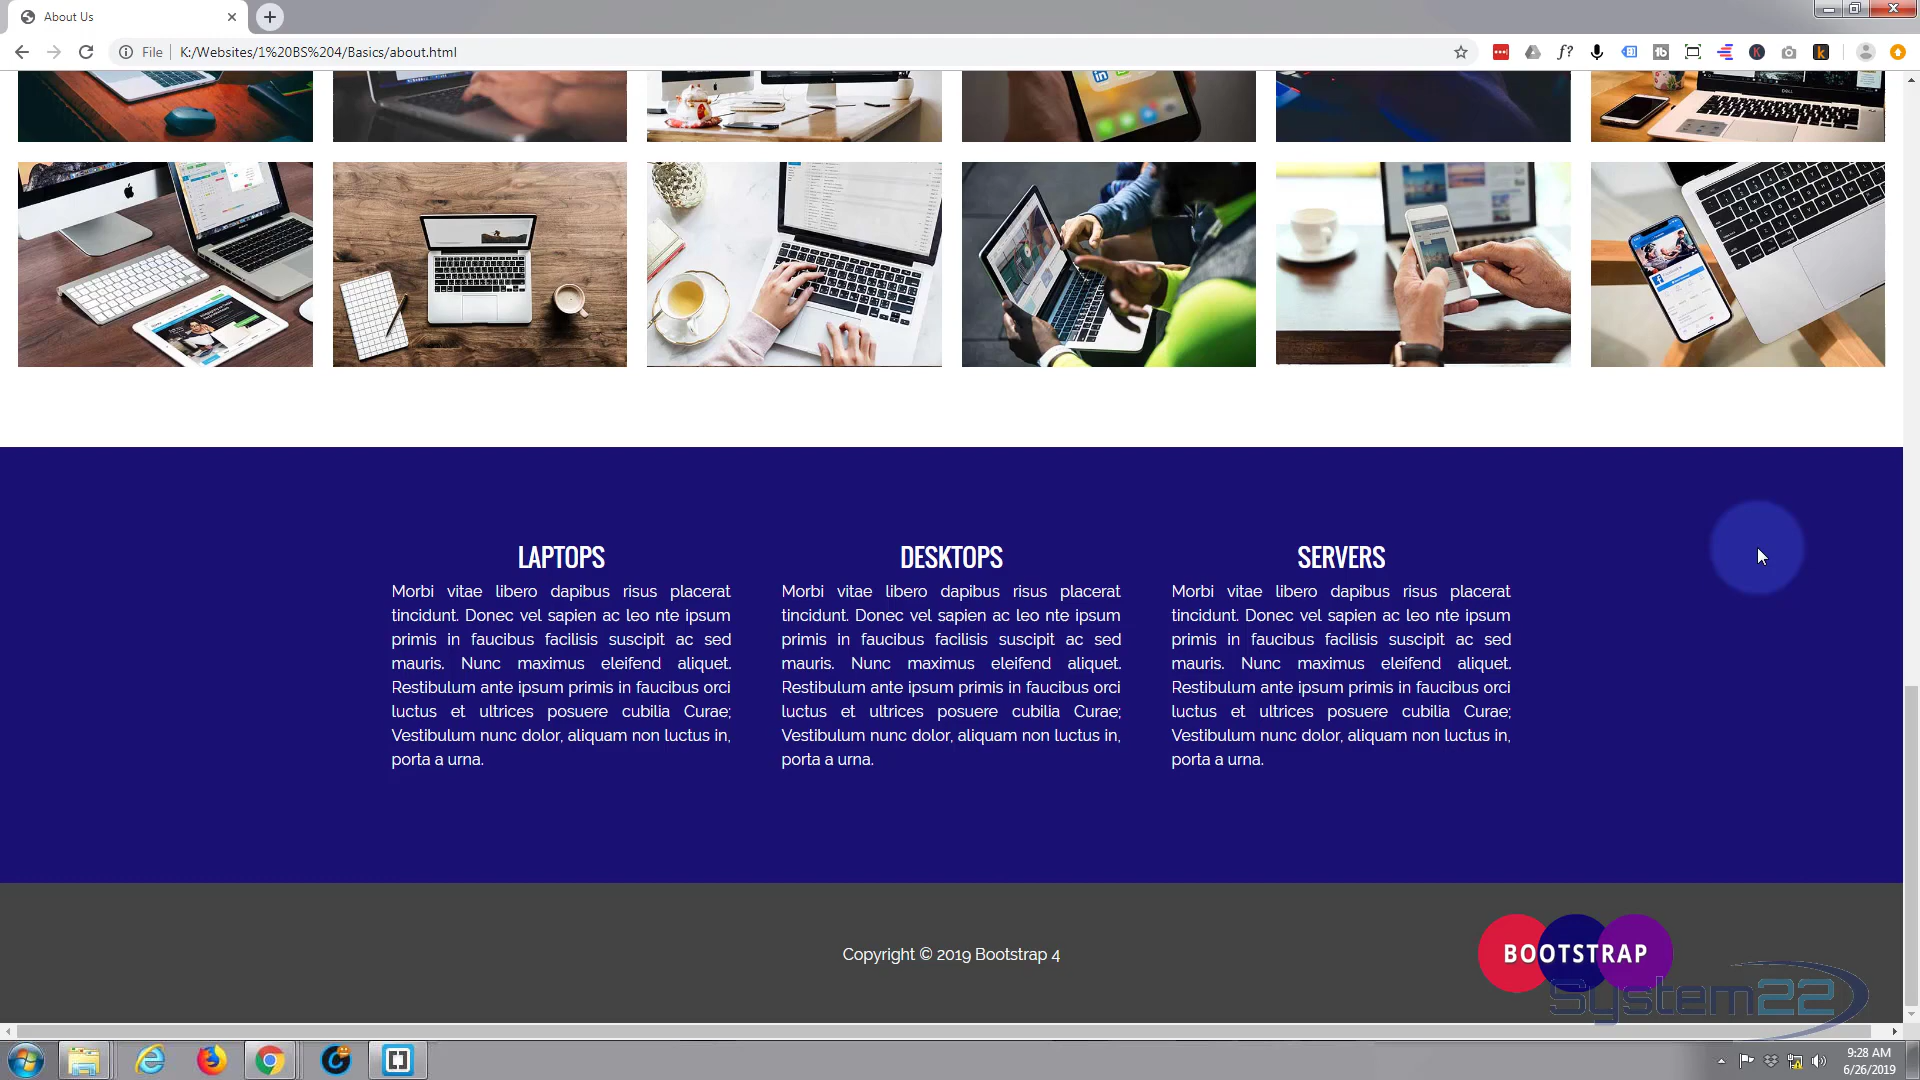 About Us
File
K:/Websites/1%20BS%204/Basics/about.html
LAPTOPS
Morbi vitae libero dapibus risus placerat
tincidunt. Donec vel sapien ac leo nte ipsum
primis in faucibus facilisis suscipit ac sed
mauris. Nunc maximus eleifend aliquet.
Restibulum ante ipsum primis in faucibus orci
luctus et ultrices posuere cubilia Curae;
Vestibulum nunc dolor, aliquam non luctus in,
porta a urna.
DESKTOPS
Morbi vitae libero dapibus risus placerat
tincidunt. Donec vel sapien ac leo nte ipsum
primis in faucibus facilisis suscipit ac sed
mauris. Nunc maximus eleifend aliquet.
Restibulum ante ipsum primis in faucibus orci
luctus et ultrices posuere cubilia Curae;
Vestibulum nunc dolor, aliquam non luctus in,
porta a urna.
SERVERS
Morbi vitae libero dapibus risus placerat
tincidunt. Donec vel sapien ac leo nte ipsum
primis in faucibus facilisis suscipit ac sed
mauris. Nunc maximus eleifend aliquet.
Restibulum ante ipsum primis in faucibus orci
luctus et ultrices posuere cubilia Curae;
Vestibulum nunc dolor, aliquam non luctus in,
porta a urna.
Copyright © 2019 Bootstrap 4
BOOTSTRAP
System22
9:28 AM
6/26/2019